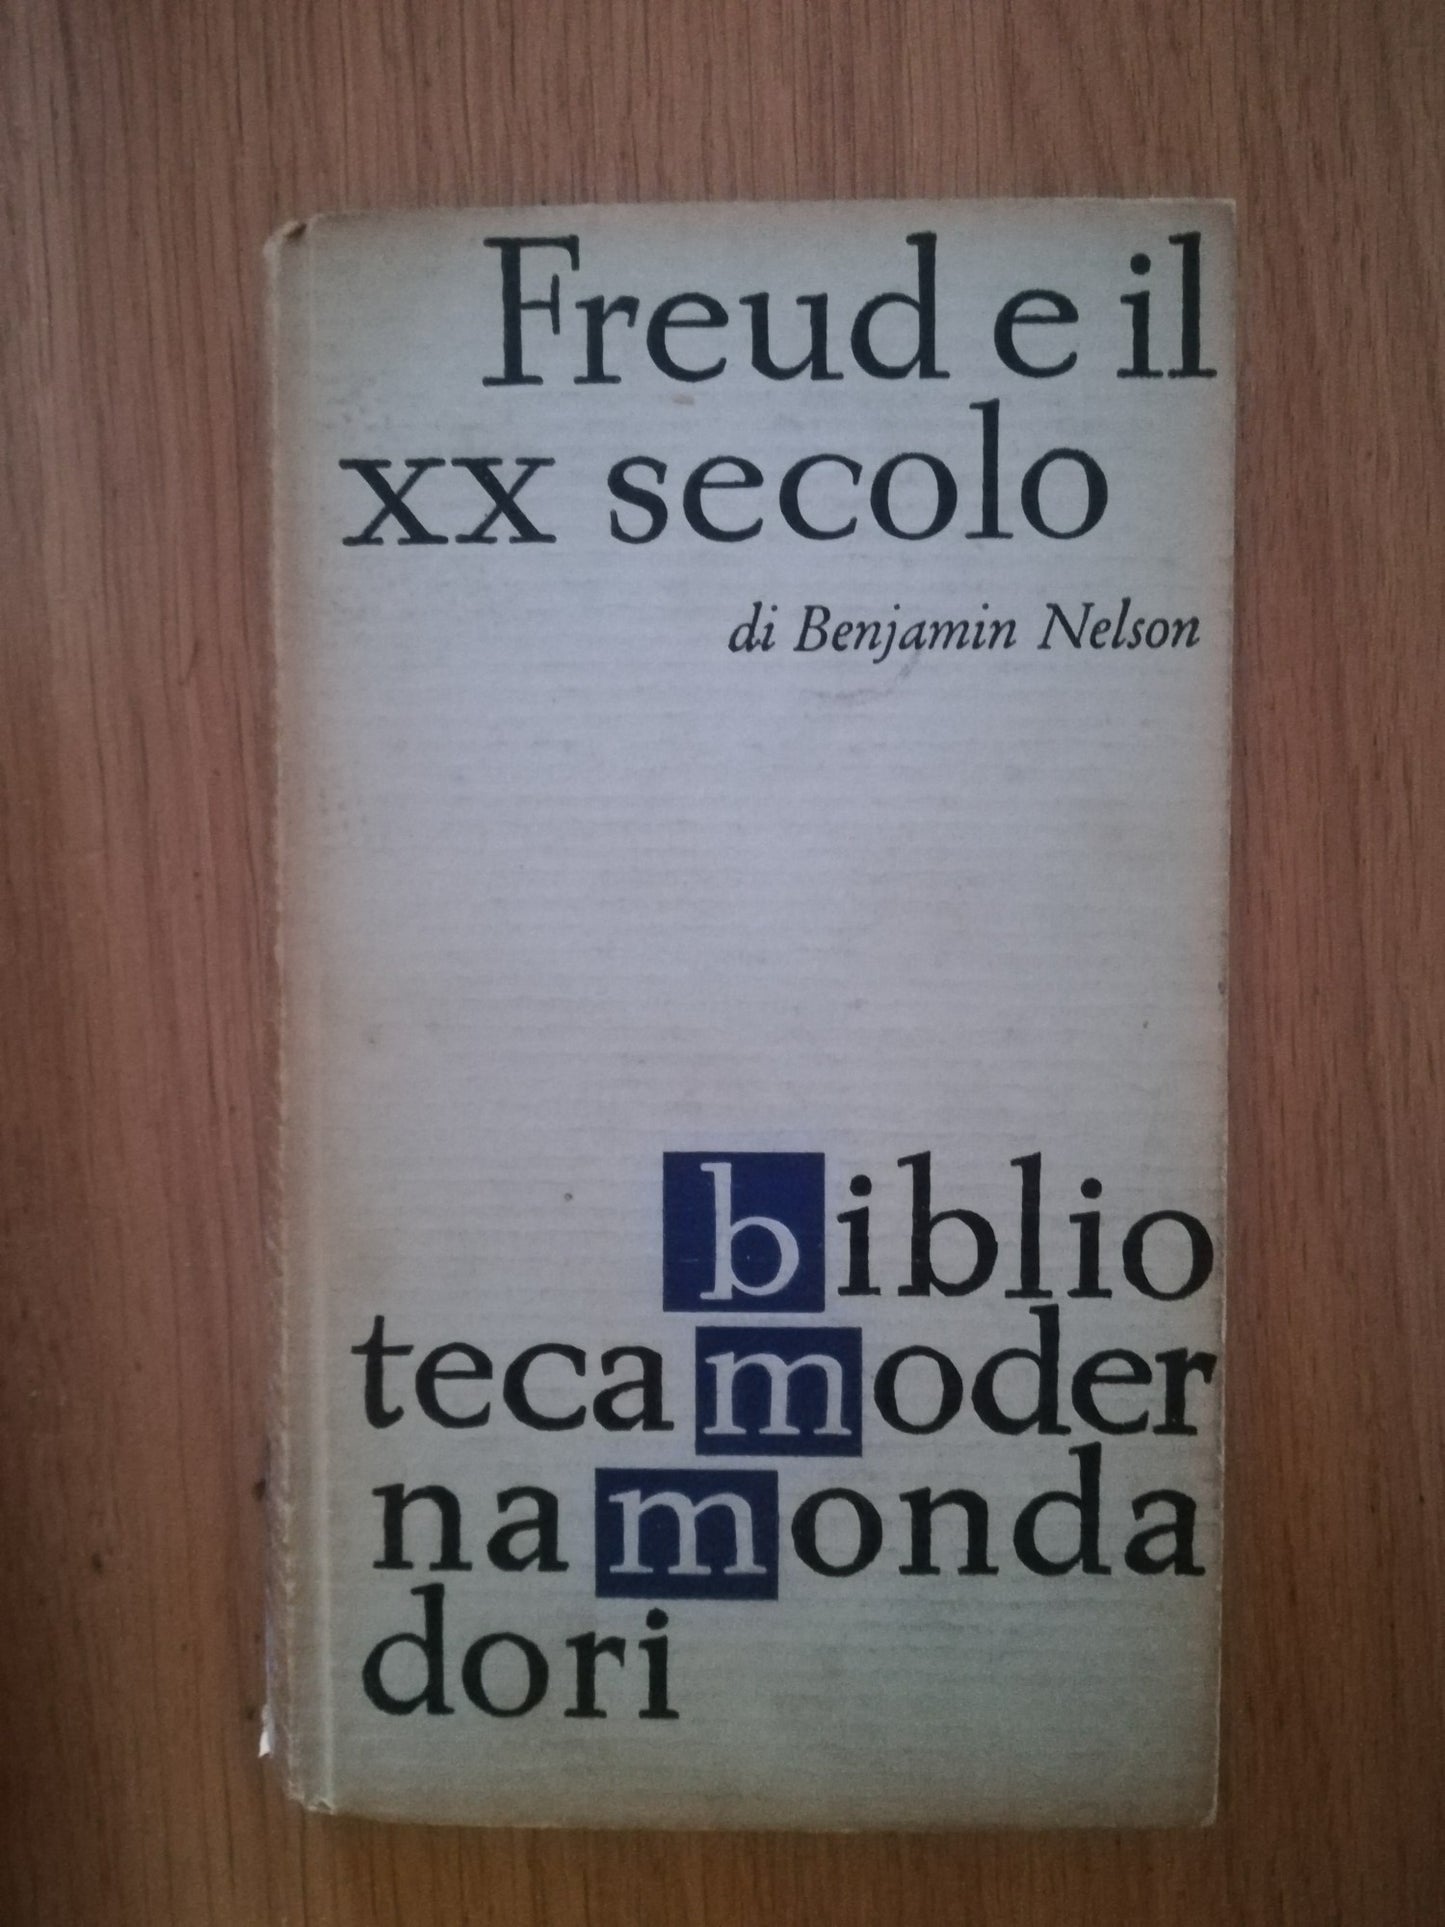 Freud e il
xx secolo
di Benjamin Nelson
biblio
tecamoder
namonda
dori